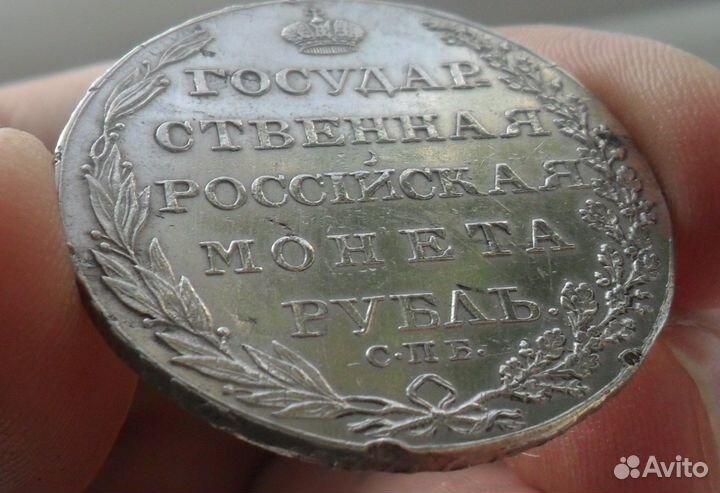 ГОСУДАР
СТВЕННАЯ
РОССІЙСКАЯ
МОНЕТА
РУБЛЬ.
С·П·Б·
Avito